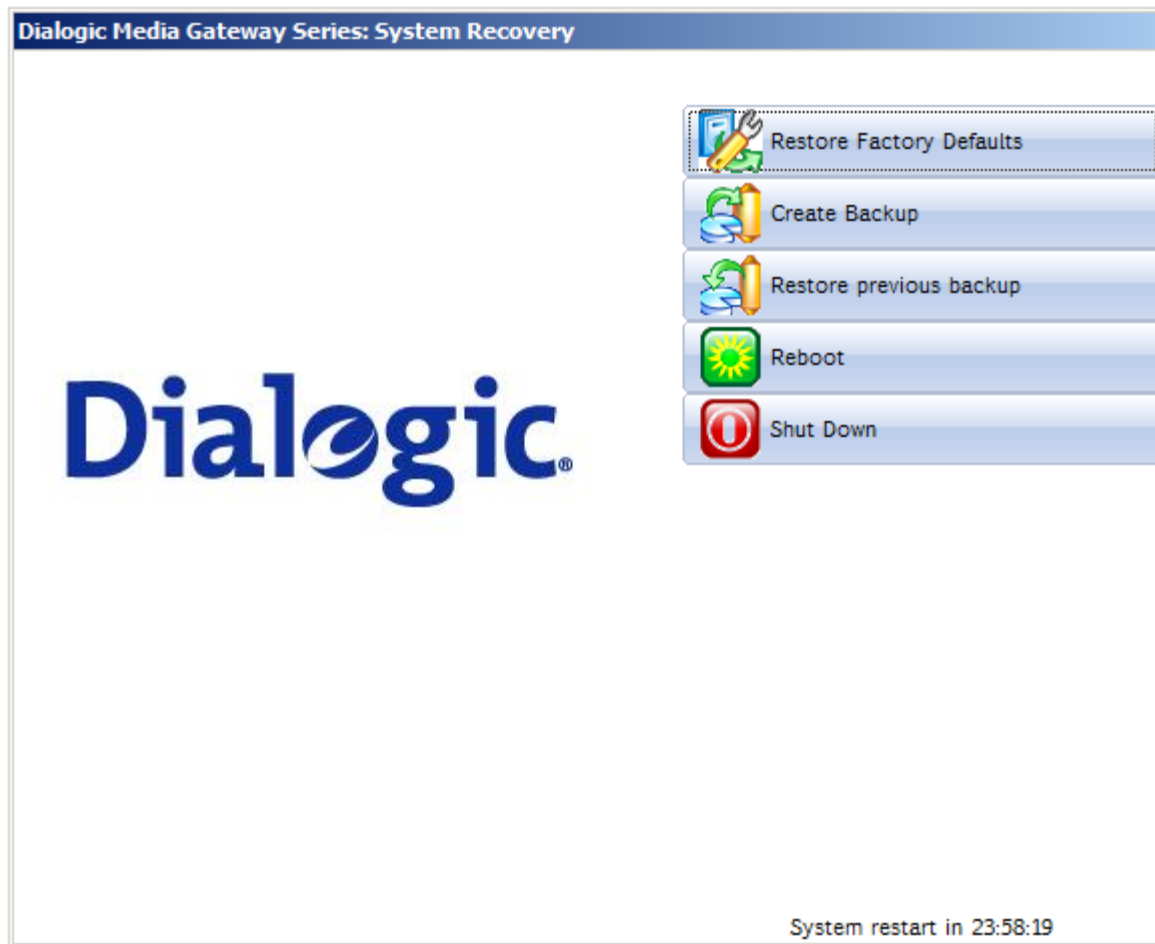 Dialogic Media Gateway Series: System Recovery
Restore Factory Defaults
Create Backup
Restore previous backup
Reboot
Shut Down
Dialogic®
System restart in 23:58:19